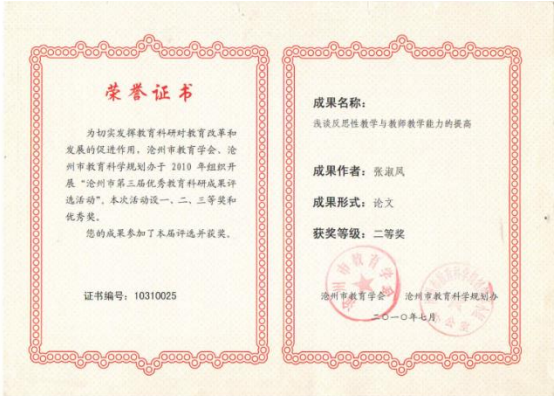 荣誉证书
为切实发挥教育科研对教育改革和
发展的促进作用，沧州市教育学会、沧
州市教育科学规划办于 2010 年组织开
展“沧州市第三届优秀教育科研成果评
选活动”。本次活动设一、二、三等奖和
优秀奖。
您的成果参加了本届评选并获奖。
证书编号：10310025
成果名称：
浅谈反思性教学与教师教学能力的提高
成果作者：张淑凤
成果形式：论文
获奖等级：二等奖
沧州市教育学会
沧州市教育学会 沧州市教育科学规划办
二〇一〇年七月